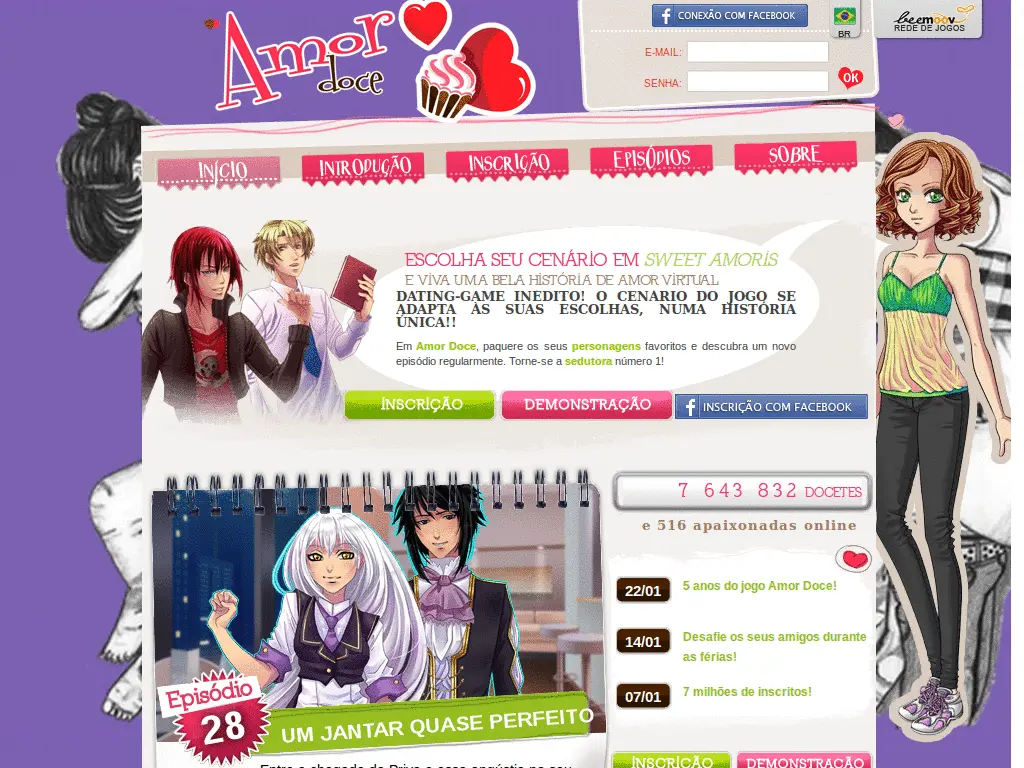 Amor
doce
CONEXÃO COM FACEBOOK
BR
beemoov
REDE DE JOGOS
E-MAIL:
SENHA:
OK
INÍCIO
INTRODUÇÃO
INSCRIÇÃO
EPISÓDIOS
SOBRE
ESCOLHA SEU CENÁRIO EM SWEET AMORIS
E VIVA UMA BELA HISTÓRIA DE AMOR VIRTUAL
DATING-GAME INEDITO! O CENARIO DO JOGO SE
ADAPTA ÀS SUAS ESCOLHAS, NUMA HISTÓRIA
ÚNICA!!
Em Amor Doce, paquere os seus personagens favoritos e descubra um novo
episódio regularmente. Torne-se a sedutora número 1!
INSCRIÇÃO
DEMONSTRAÇÃO
INSCRIÇÃO COM FACEBOOK
7 643 832 DOCETES
e 516 apaixonadas online
22/01 5 anos do jogo Amor Doce!
14/01 Desafie os seus amigos durante
as férias!
07/01 7 milhões de inscritos!
Episódio
28
UM JANTAR QUASE PERFEITO
INSCRIÇÃO
DEMONSTRAÇÃO